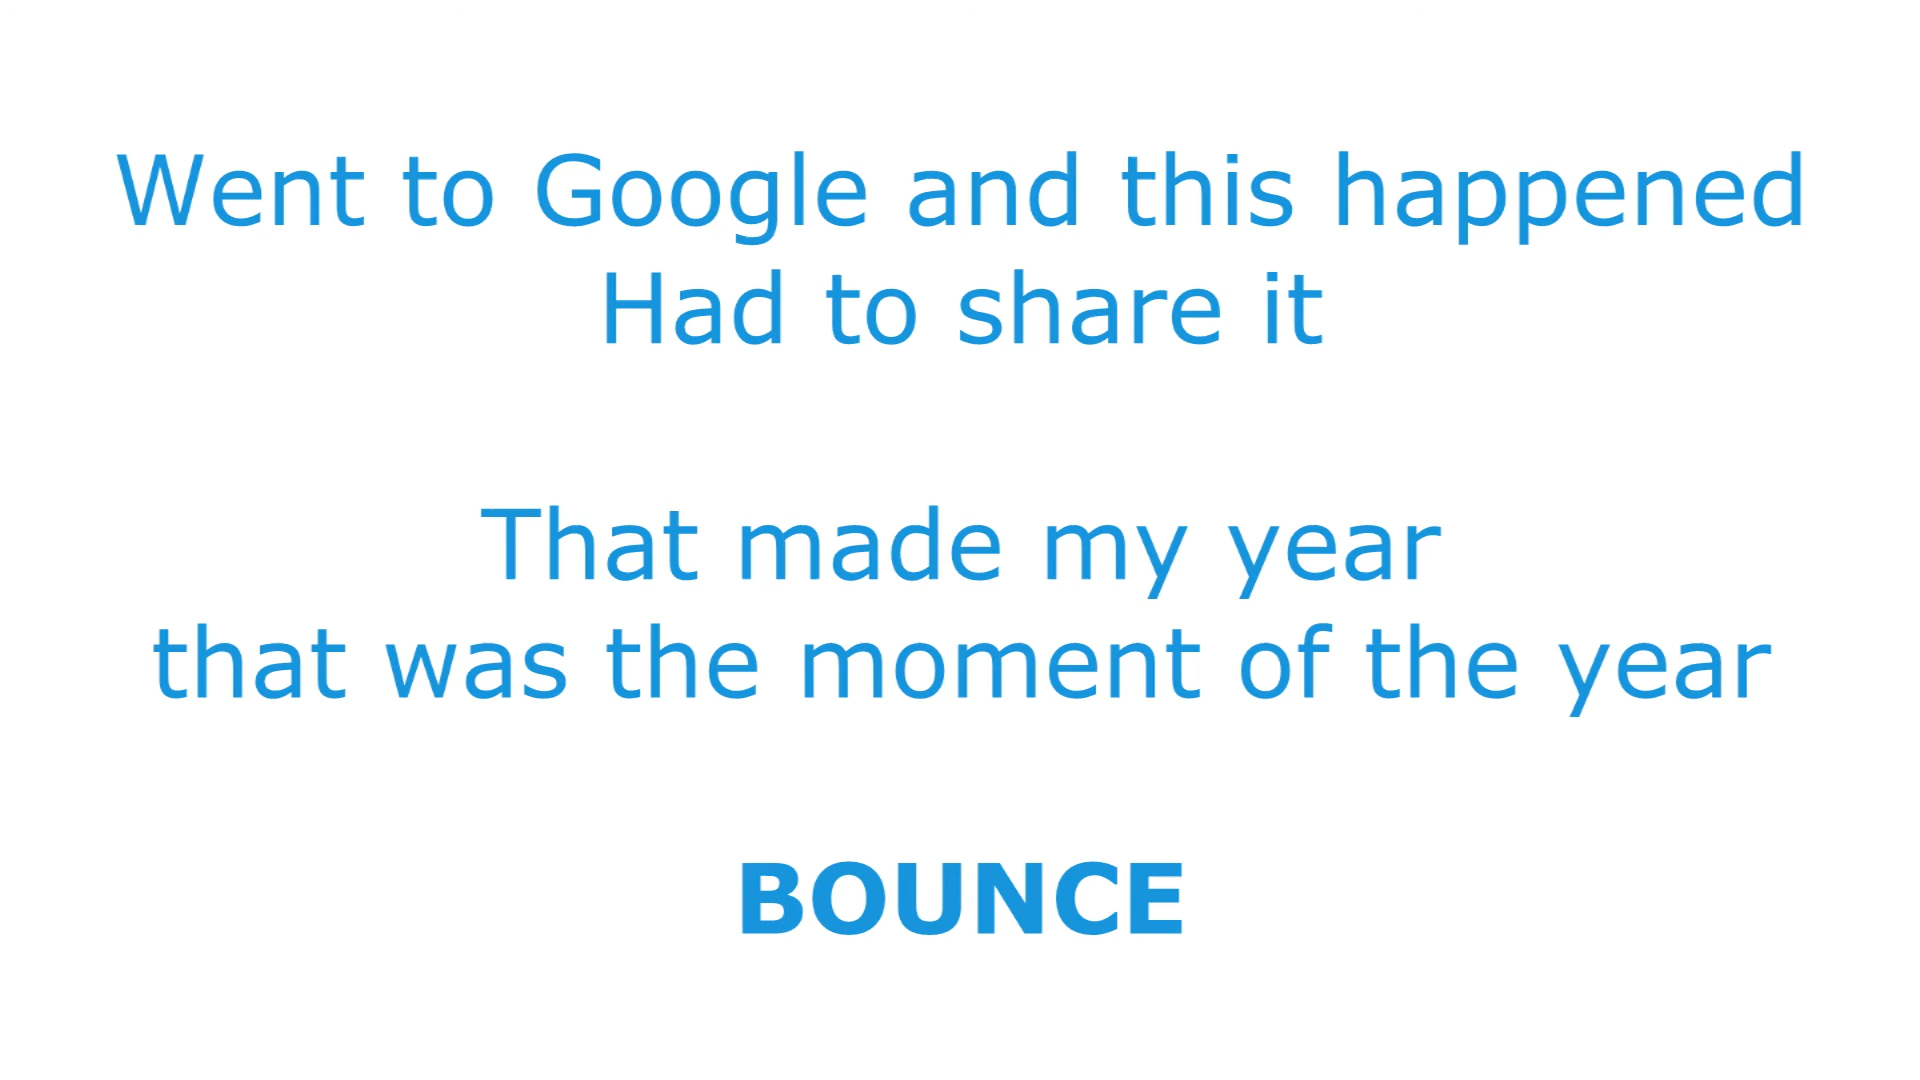 Went to Google and this happened
Had to share it
That made my year
that was the moment of the year
BOUNCE